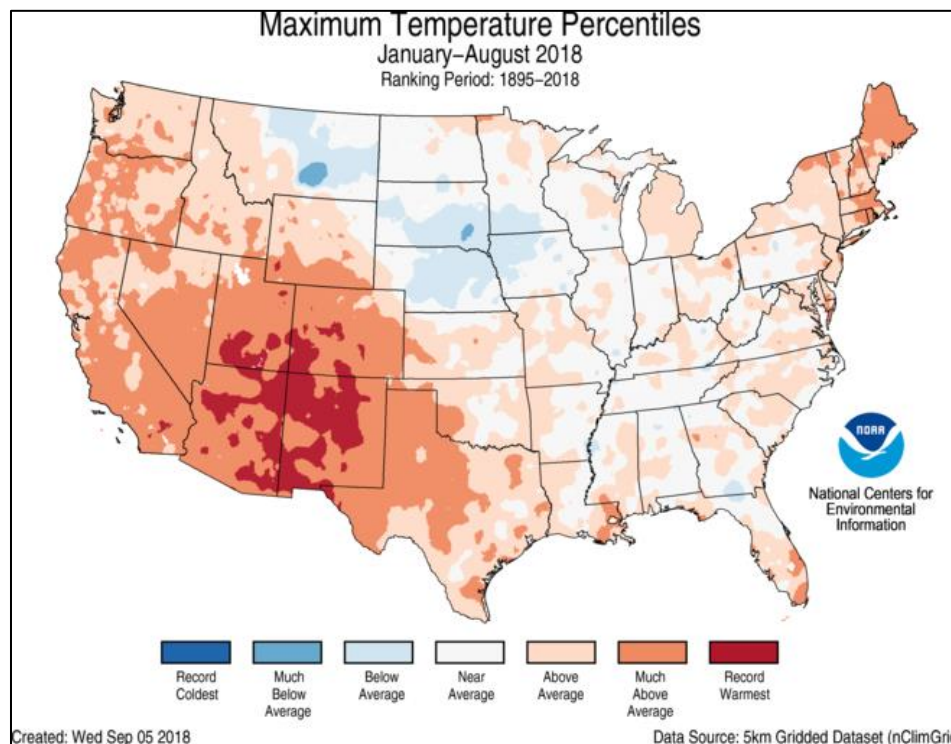 Maximum Temperature Percentiles
January–August 2018
Ranking Period: 1895–2018
NOAA
National Centers for
Environmental
Information
Record
Coldest
Much
Below
Average
Below
Average
Near
Average
Above
Average
Much
Above
Average
Record
Warmest
Created: Wed Sep 05 2018
Data Source: 5km Gridded Dataset (nClimGri